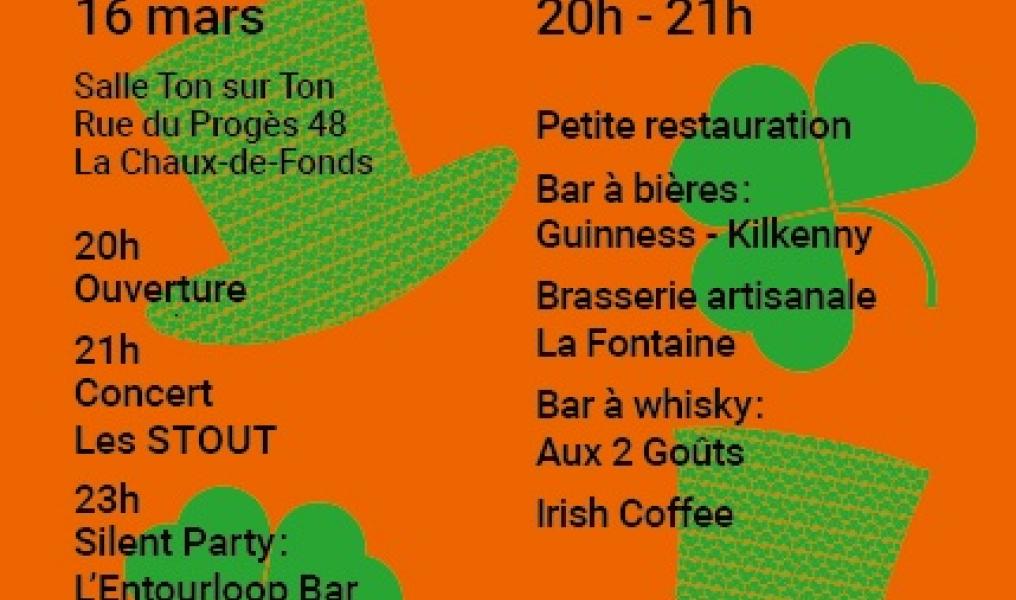 16 mars
Salle Ton sur Ton
Rue du Progès 48
La Chaux-de-Fonds
20h
Ouverture
21h
Concert
Les STOUT
23h
Silent Party:
L’Entourloop Bar
20h - 21h
Petite restauration
Bar à bières:
Guinness - Kilkenny
Brasserie artisanale
La Fontaine
Bar à whisky:
Aux 2 Goûts
Irish Coffee